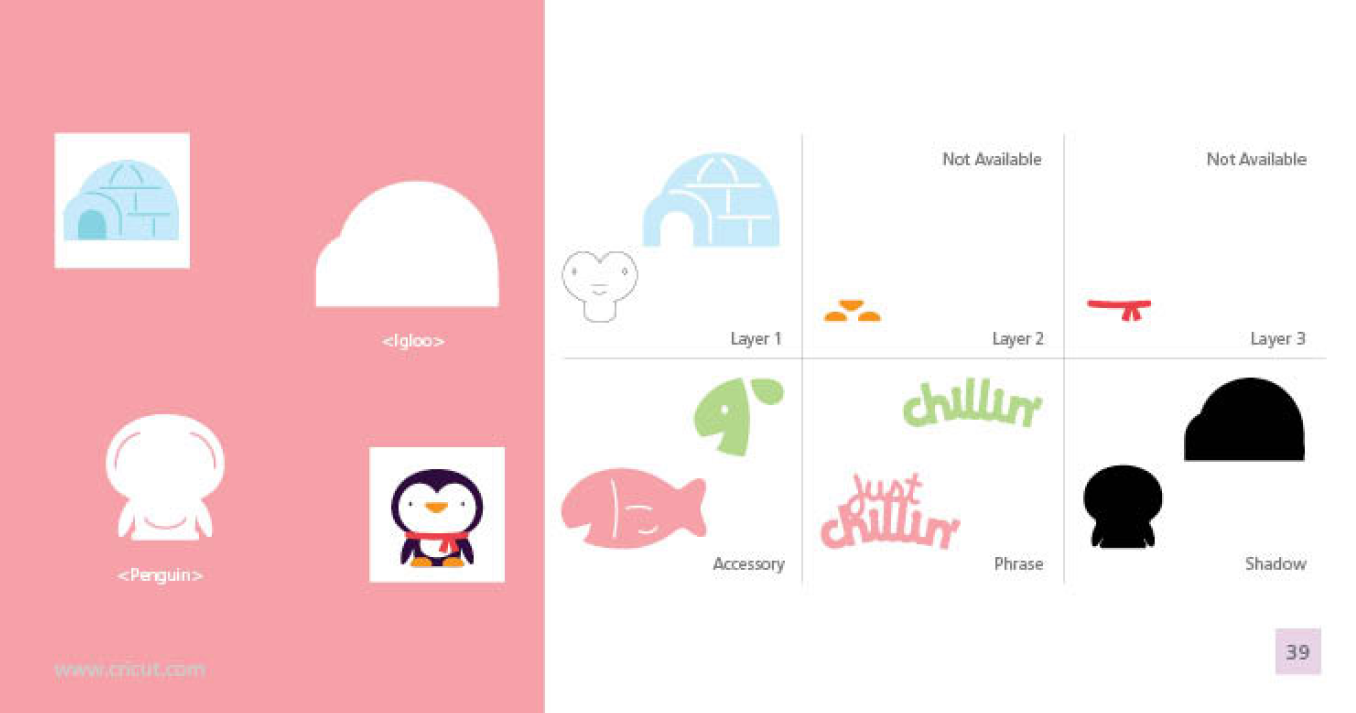 <Igloo>
<Penguin>
www.cricut.com
Not Available
Not Available
Layer 1
Layer 2
Layer 3
chillin'
just
chillin'
Accessory
Phrase
Shadow
39